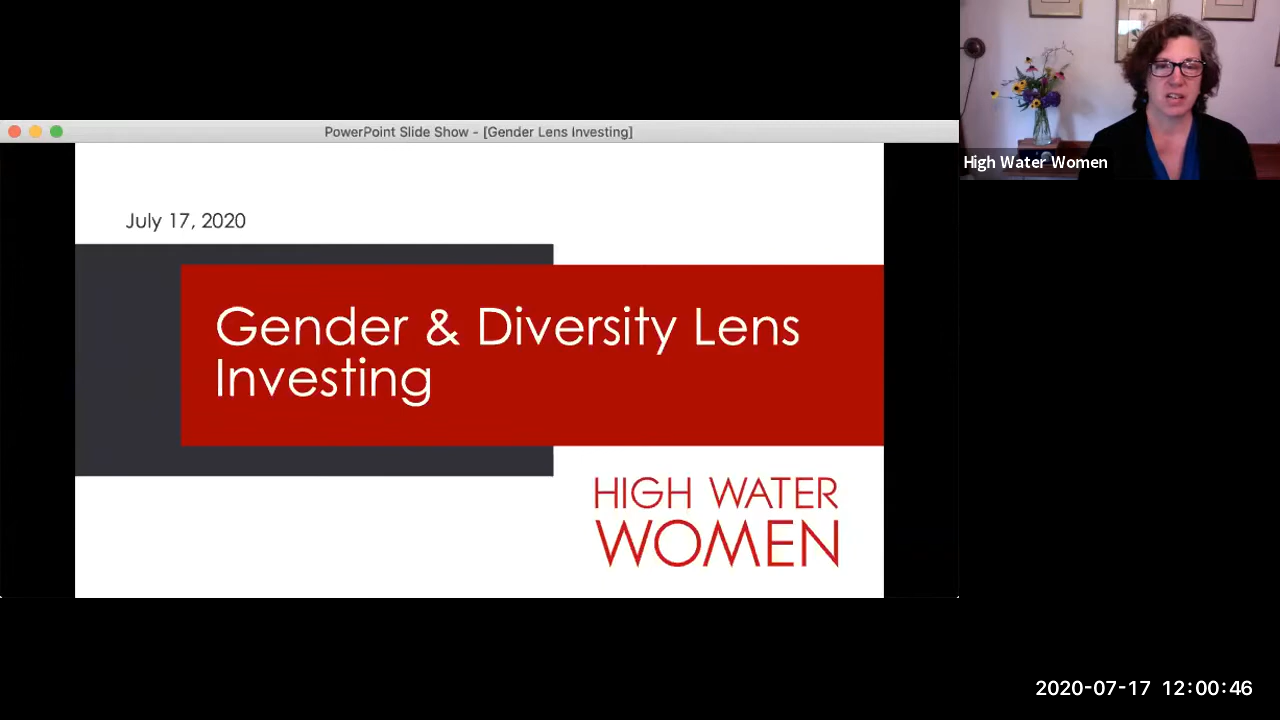 PowerPoint Slide Show - [Gender Lens Investing]
High Water Women
July 17, 2020
Gender & Diversity Lens
Investing
HIGH WATER
WOMEN
2020-07-17 12:00:46